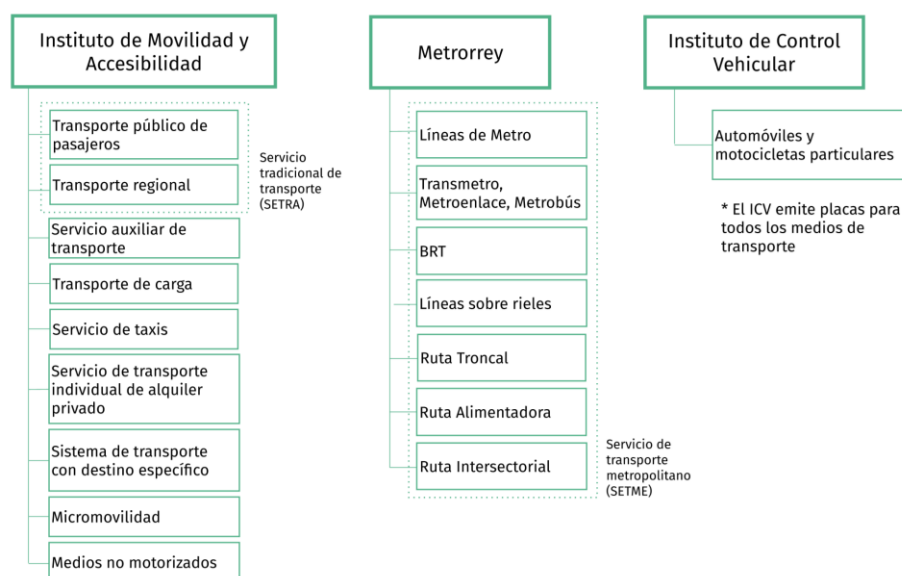 Instituto de Movilidad y
Accesibilidad
Transporte público de
pasajeros
Transporte regional
Servicio
tradicional de
transporte
(SETRA)
Servicio auxiliar de
transporte
Transporte de carga
Servicio de taxis
Servicio de transporte
individual de alquiler
privado
Sistema de transporte
con destino específico
Micromovilidad
Medios no motorizados
Metrorrey
Líneas de Metro
Transmetro,
Metroenlace, Metrobús
BRT
Líneas sobre rieles
Ruta Troncal
Ruta Alimentadora
Ruta Intersectorial
Servicio de
transporte
metropolitano
(SETME)
Instituto de Control
Vehicular
Automóviles y
motocicletas particulares
* El ICV emite placas para
todos los medios de
transporte